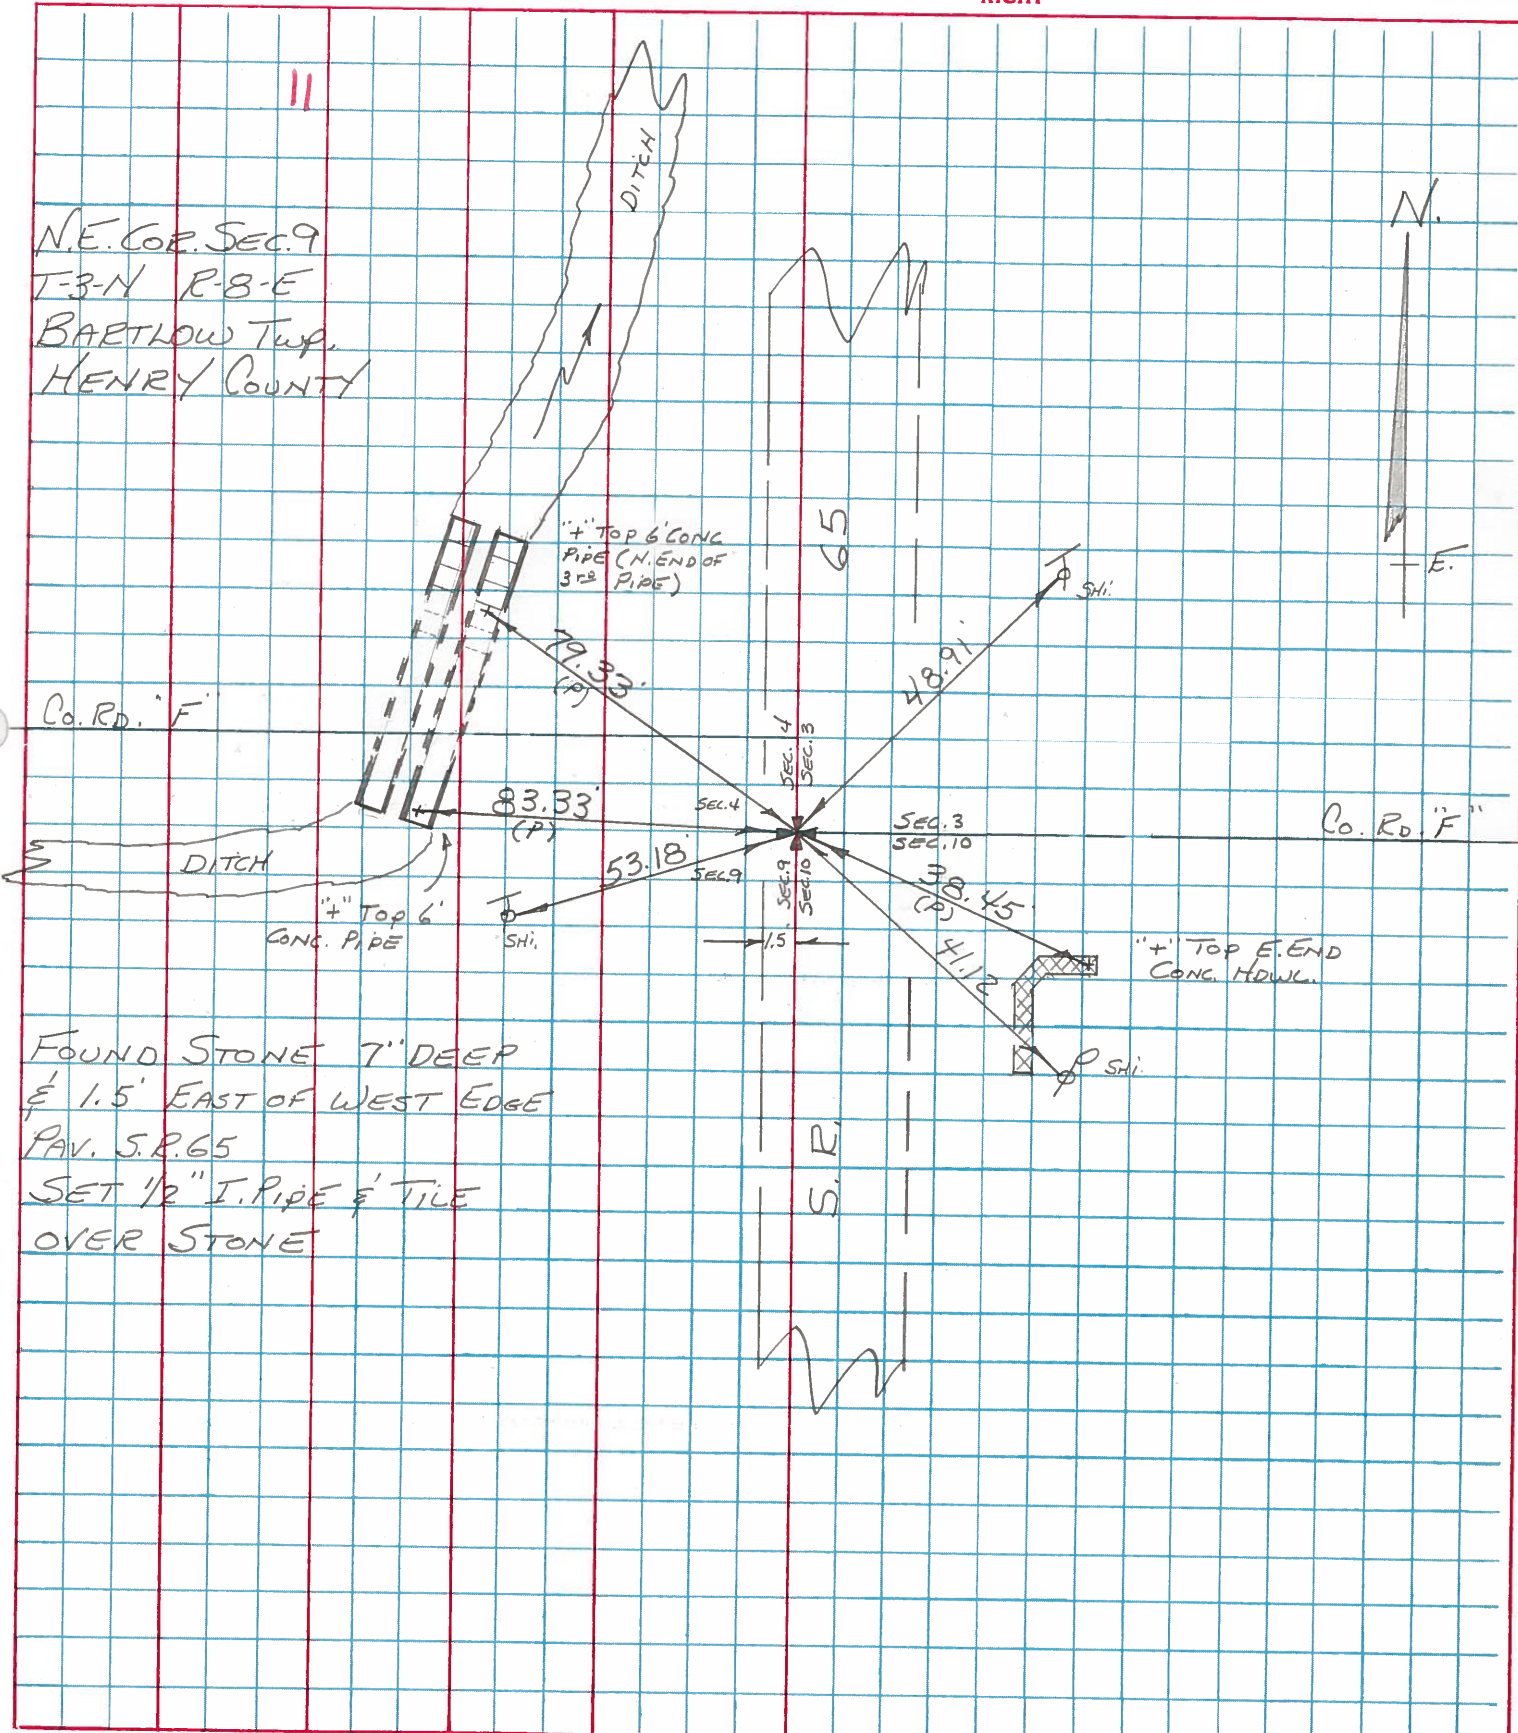 11
DITCH
N.
N.E. COR. SEC. 9
T-3-N R-8-E
BARTLOW TWP.
HENRY COUNTY
"+" TOP 6' CONC
PIPE (N. END OF
3RD PIPE)
65
E.
SHI.
79.33'
(P)
48.91'
CO. RD. "F"
SEC. 4
SEC. 3
83.33'
(P)
SEC. 4
SEC. 3
SEC. 10
CO. RD. "F"
DITCH
53.18'
SEC 9
SEC. 9
SEC. 10
38.45'
(P)
"+" TOP 6'
CONC. PIPE
SHI.
1.5'
41.12
"+" TOP E. END
CONC. HDWL.
FOUND STONE 7" DEEP
& 1.5' EAST OF WEST EDGE
PAV. S.R. 65
SET 1/2" I. PIPE & TILE
OVER STONE
SHI.
S. R.